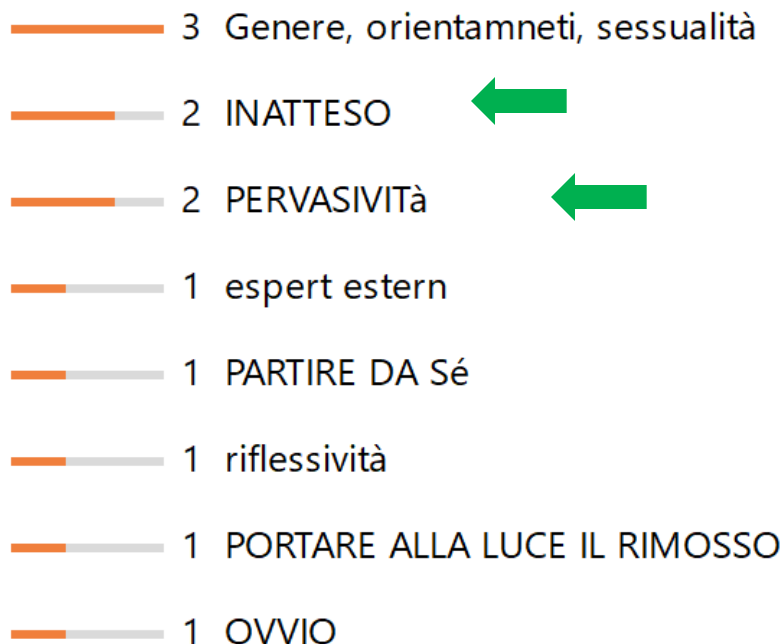 3 Genere, orientamneti, sessualità
2 INATTESO
2 PERVASIVITà
1 espert estern
1 PARTIRE DA Sé
1 riflessività
1 PORTARE ALLA LUCE IL RIMOSSO
1 OVVIO